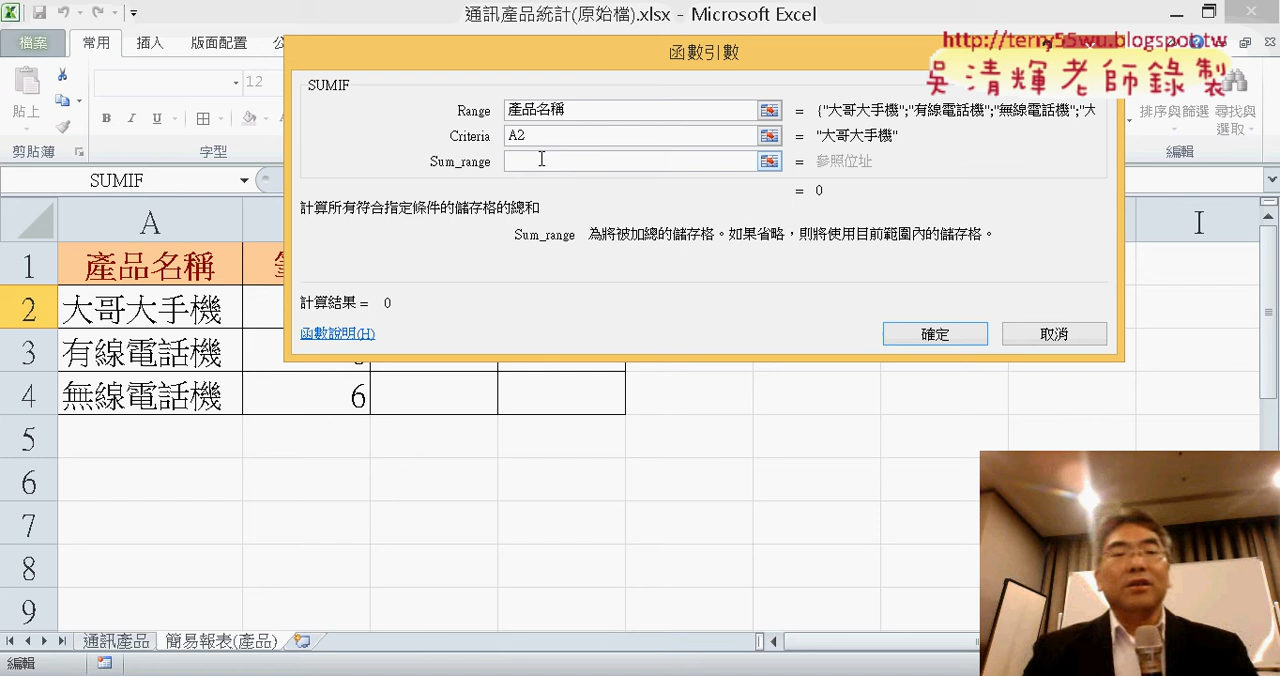 通訊產品統計(原始檔).xlsx - Microsoft Excel
檔案
常用
插入
版面配置
函數引數
http://terry55wu.blogspot.tw
吳清輝老師錄製
貼上
12
B I U
剪貼簿
字型
排序與篩選
尋找與
選取
編輯
SUMIF
Range
產品名稱
= {"大哥大手機";"有線電話機";"無線電話機";"大
Criteria
A2
= "大哥大手機"
Sum_range
= 參照位址
= 0
計算所有符合指定條件的儲存格的總和
Sum_range 為將被加總的儲存格。如果省略，則將使用目前範圍內的儲存格。
計算結果 = 0
函數說明(H)
確定
取消
SUMIF
A
I
1 產品名稱
2 大哥大手機
3 有線電話機
4 無線電話機 6
5
6
7
8
9
通訊產品
簡易報表(產品)
編輯